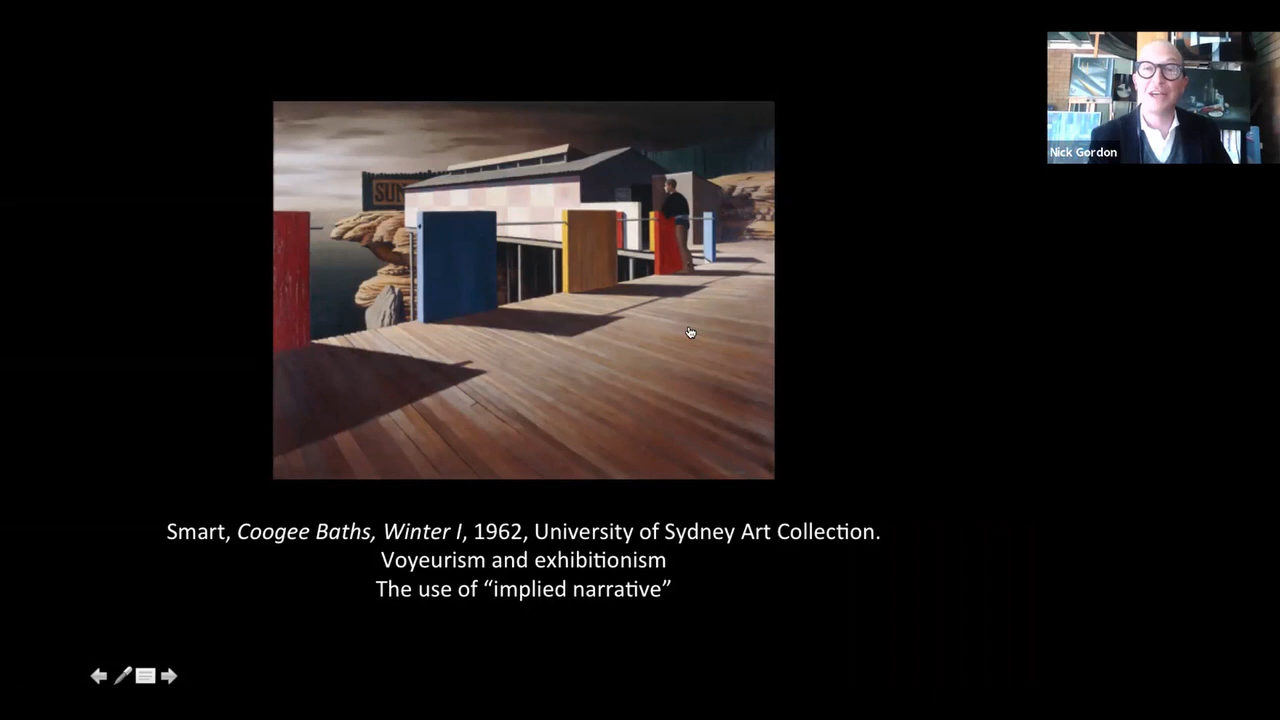 Nick Gordon
SUN
Smart, Coogee Baths, Winter I, 1962, University of Sydney Art Collection.
Voyeurism and exhibitionism
The use of “implied narrative”